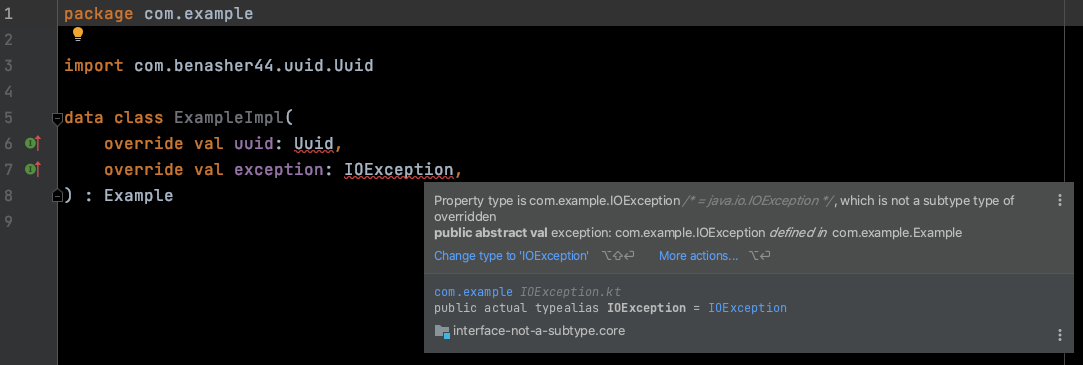 1 package com.example
2
3 import com.benasher44.uuid.Uuid
4
5 data class ExampleImpl(
6 override val uuid: Uuid,
7 override val exception: IOException,
8 ) : Example
9
Property type is com.example.IOException /* = java.io.IOException */, which is not a subtype type of
overridden
public abstract val exception: com.example.IOException defined in com.example.Example
Change type to 'IOException' ⌥⇧⏎ More actions... ⌥⏎
com.example IOException.kt
public actual typealias IOException = IOException
interface-not-a-subtype.core